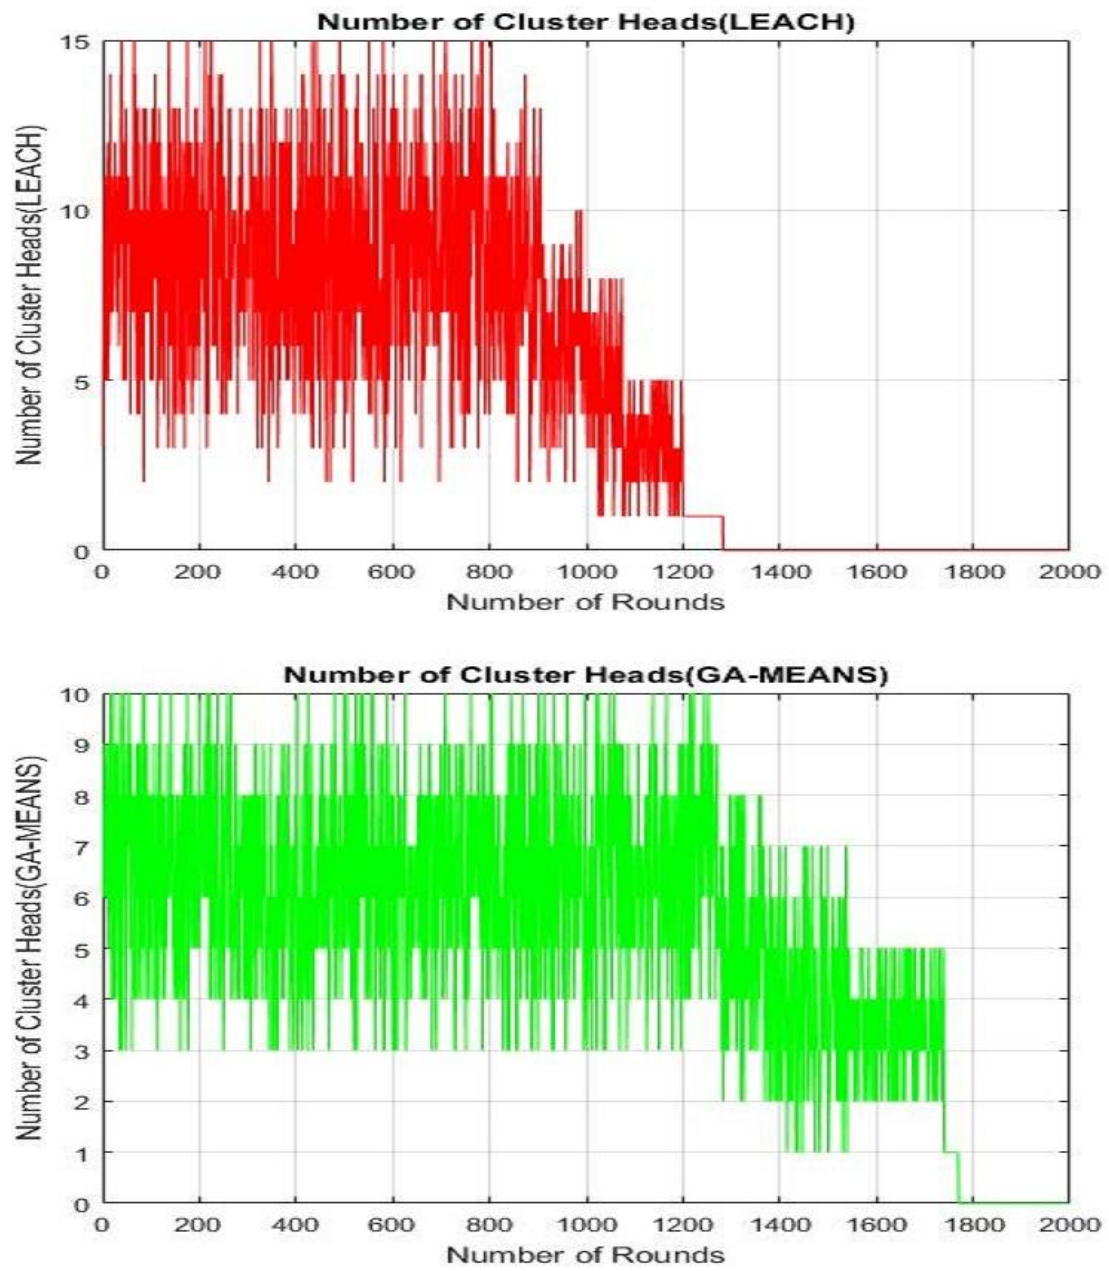 Number of Cluster Heads(LEACH)
Number of Cluster Heads(LEACH)
15
10
5
0
0 200 400 600 800 1000 1200 1400 1600 1800 2000
Number of Rounds
Number of Cluster Heads(GA-MEANS)
Number of Cluster Heads(GA-MEANS)
10
9
8
7
6
5
4
3
2
1
0
0 200 400 600 800 1000 1200 1400 1600 1800 2000
Number of Rounds